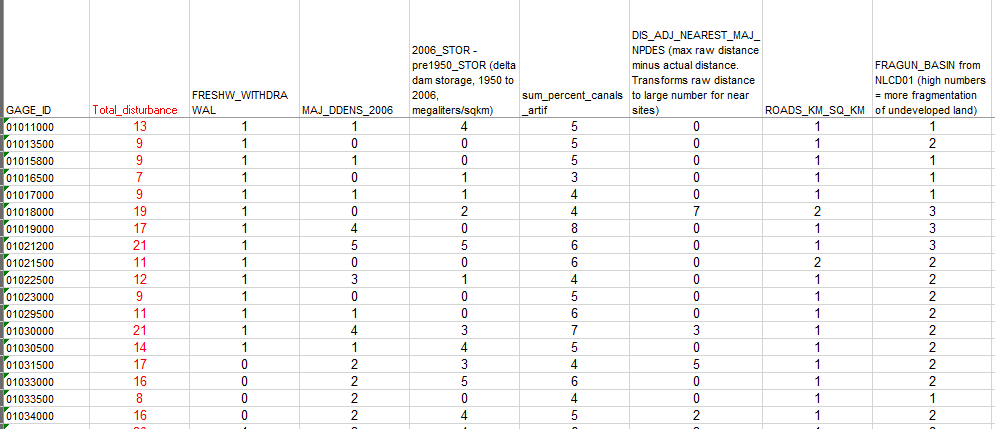 GAGE_ID
Total_disturbance
FRESHW_WITHDRA
WAL
MAJ_DDENS_2006
2006_STOR -
pre1950_STOR (delta
dam storage, 1950 to
2006,
megaliters/sqkm)
sum_percent_canals
_artif
DIS_ADJ_NEAREST_MAJ_
NPDES (max raw distance
minus actual distance.
Transforms raw distance
to large number for near
sites)
ROADS_KM_SQ_KM
FRAGUN_BASIN from
NLCD01 (high numbers
= more fragmentation
of undeveloped land)
01011000 13 1 1 4 5 0 1 1
01013500 9 1 0 0 5 0 1 2
01015800 9 1 1 0 5 0 1 1
01016500 7 1 0 1 3 0 1 1
01017000 9 1 1 1 4 0 1 1
01018000 19 1 0 2 4 7 2 3
01019000 17 1 4 0 8 0 1 3
01021200 21 1 5 5 6 0 1 3
01021500 11 1 0 0 6 0 2 2
01022500 12 1 3 1 4 0 1 2
01023000 9 1 0 0 5 0 1 2
01029500 11 1 1 0 6 0 1 2
01030000 21 1 4 3 7 3 1 2
01030500 14 1 1 4 5 0 1 2
01031500 17 0 2 3 4 5 1 2
01033000 16 0 2 5 6 0 1 2
01033500 8 0 2 0 4 0 1 1
01034000 16 0 2 4 5 2 1 2